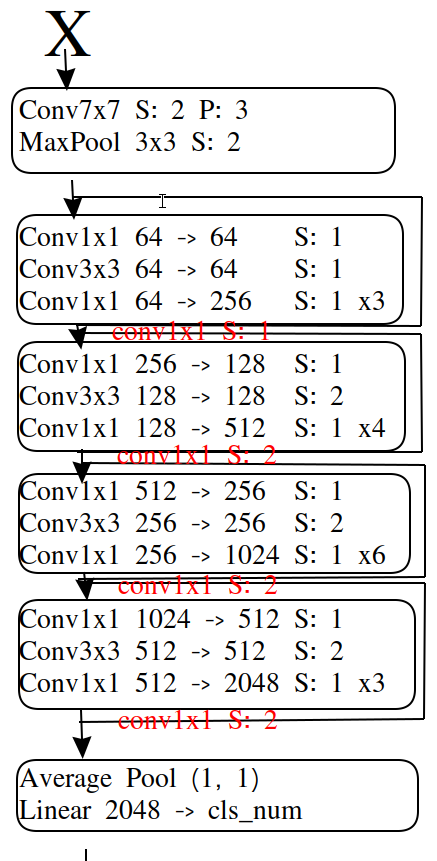 X
Conv7x7 S: 2 P: 3
MaxPool 3x3 S: 2
Conv1x1 64 -> 64 S: 1
Conv3x3 64 -> 64 S: 1
Conv1x1 64 -> 256 S: 1 x3
conv1x1 S: 1
Conv1x1 256 -> 128 S: 1
Conv3x3 128 -> 128 S: 2
Conv1x1 128 -> 512 S: 1 x4
conv1x1 S: 2
Conv1x1 512 -> 256 S: 1
Conv3x3 256 -> 256 S: 2
Conv1x1 256 -> 1024 S: 1 x6
conv1x1 S: 2
Conv1x1 1024 -> 512 S: 1
Conv3x3 512 -> 512 S: 2
Conv1x1 512 -> 2048 S: 1 x3
conv1x1 S: 2
Average Pool (1, 1)
Linear 2048 -> cls_num